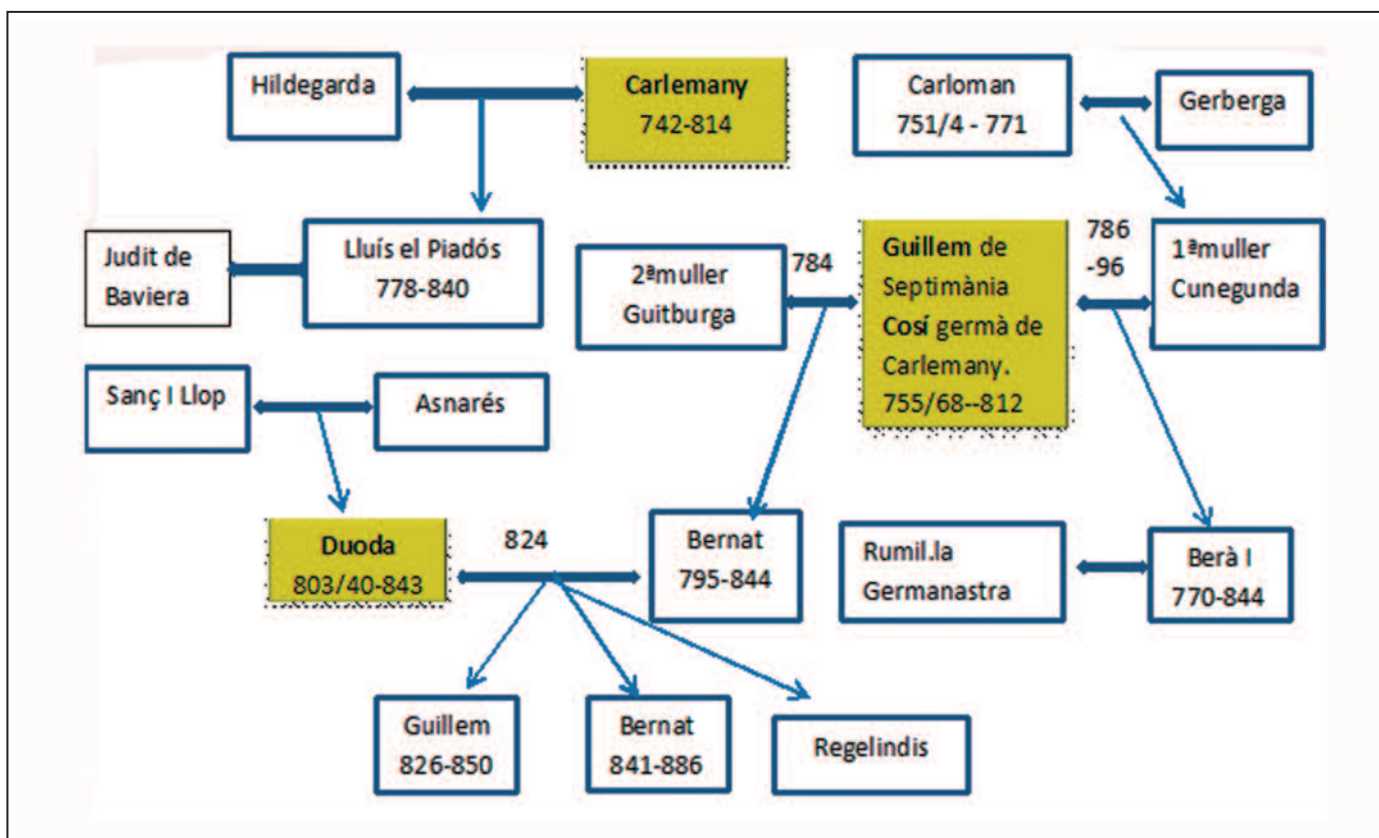 Hildegarda
Carlemany
742-814
Carloman
751/4 - 771
Gerberga
Judit de
Baviera
Lluís el Piadós
778-840
2ªmuller
Guitburga
784
Guillem de
Septimània
Cosí germà de
Carlemany.
755/68--812
786
-96
1ªmuller
Cunegunda
Sanç I Llop
Asnarés
Duoda
803/40-843
824
Bernat
795-844
Rumil.la
Germanastra
Berà I
770-844
Guillem
826-850
Bernat
841-886
Regelindis